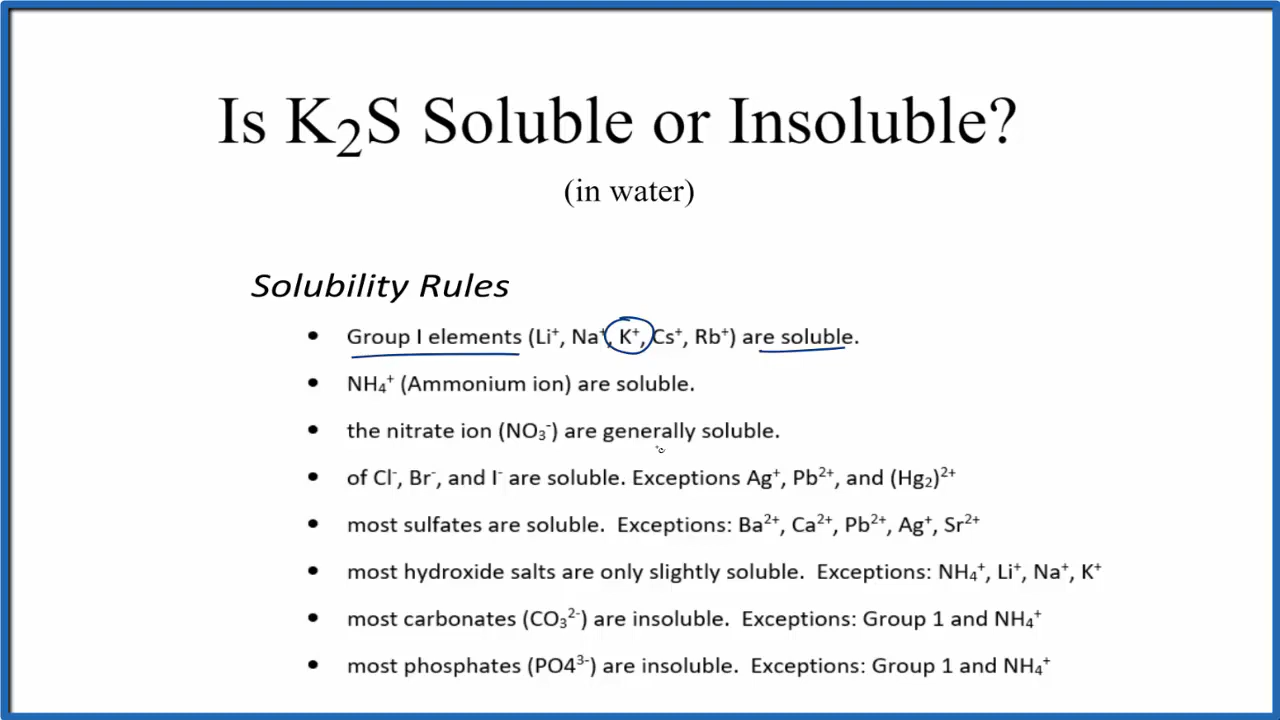 Is K₂S Soluble or Insoluble?
(in water)
Solubility Rules
• Group I elements (Li⁺, Na⁺, K⁺, Cs⁺, Rb⁺) are soluble.
• NH₄⁺ (Ammonium ion) are soluble.
• the nitrate ion (NO₃⁻) are generally soluble.
• of Cl⁻, Br⁻, and I⁻ are soluble. Exceptions Ag⁺, Pb²⁺, and (Hg₂)²⁺
• most sulfates are soluble.  Exceptions: Ba²⁺, Ca²⁺, Pb²⁺, Ag⁺, Sr²⁺
• most hydroxide salts are only slightly soluble.  Exceptions: NH₄⁺, Li⁺, Na⁺, K⁺
• most carbonates (CO₃²⁻) are insoluble.  Exceptions: Group 1 and NH₄⁺
• most phosphates (PO4³⁻) are insoluble.  Exceptions: Group 1 and NH₄⁺